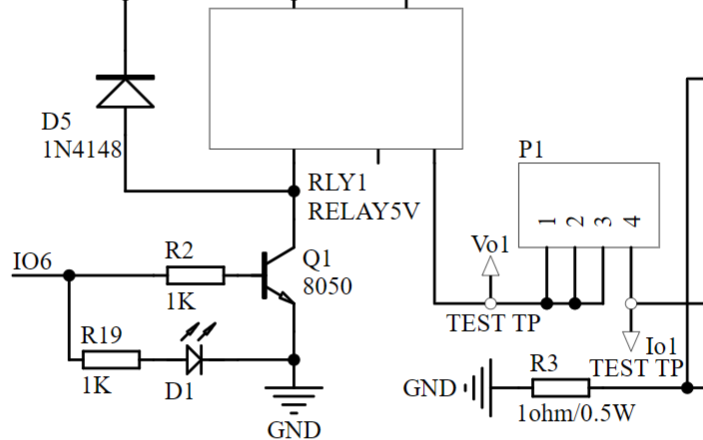 D5
1N4148
RLY1
RELAY5V
P1
1 2 3 4
IO6
R2
1K
Q1
8050
Vo1
TEST TP
R19
1K
D1
Io1
TEST TP
GND
GND
R3
1ohm/0.5W